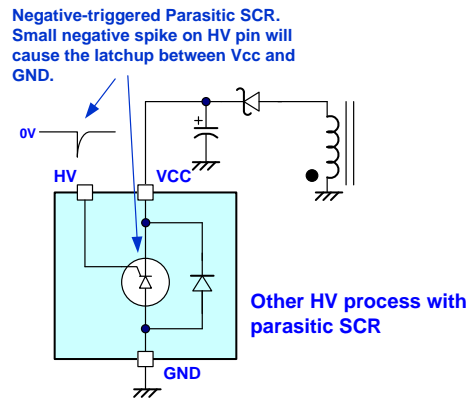 Negative-triggered Parasitic SCR.
Small negative spike on HV pin will
cause the latchup between Vcc and
GND.
+
0V
HV
VCC
Other HV process with
parasitic SCR
GND